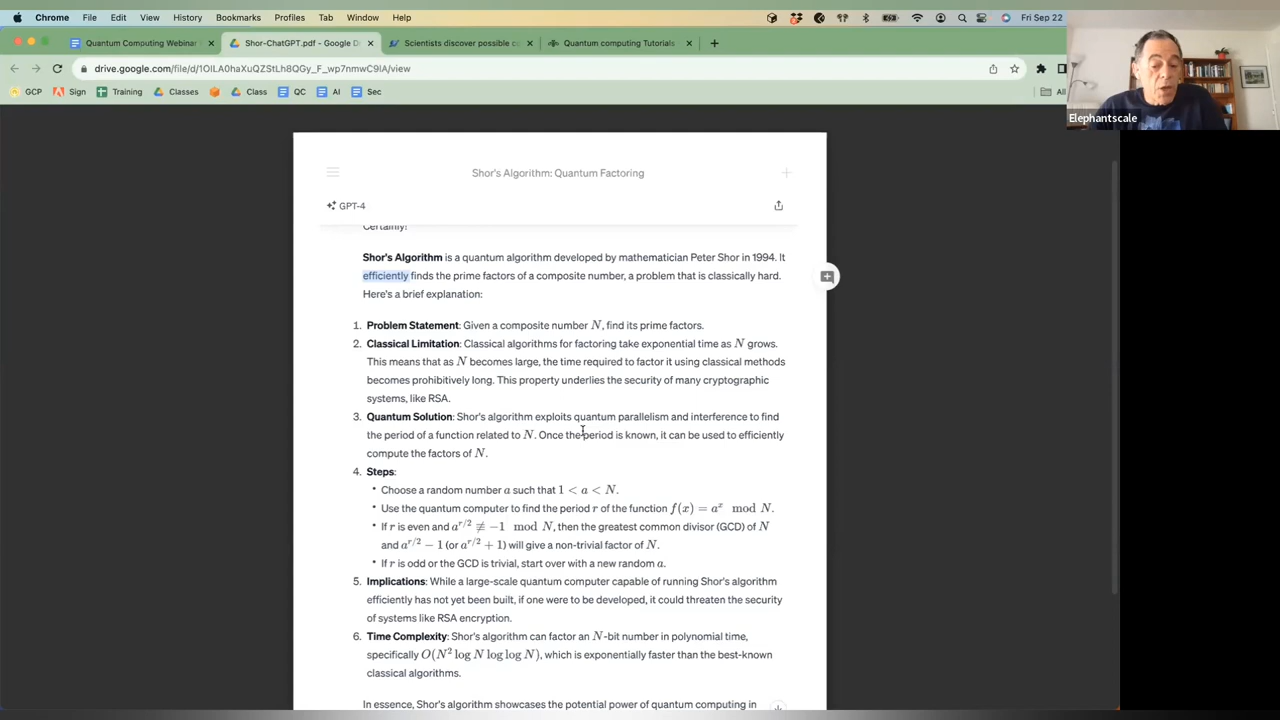 Chrome File Edit View History Bookmarks Profiles Tab Window Help Fri Sep 22
Quantum Computing Webinar Shor-ChatGPT.pdf - Google D Scientists discover possible c Quantum computing Tutorials
drive.google.com/file/d/
GCP Sign Training Classes Class QC AI Sec All
Elephantscale
Shor's Algorithm: Quantum Factoring
GPT-4
Certainly!
Shor's Algorithm is a quantum algorithm developed by mathematician Peter Shor in 1994. It
efficiently finds the prime factors of a composite number, a problem that is classically hard.
Here's a brief explanation:
1. Problem Statement: Given a composite number N, find its prime factors.
2. Classical Limitation: Classical algorithms for factoring take exponential time as N grows.
This means that as N becomes large, the time required to factor it using classical methods
becomes prohibitively long. This property underlies the security of many cryptographic
systems, like RSA.
3. Quantum Solution: Shor's algorithm exploits quantum parallelism and interference to find
the period of a function related to N. Once the period is known, it can be used to efficiently
compute the factors of N.
4. Steps:
• Choose a random number a such that 1 < a < N.
• Use the quantum computer to find the period r of the function f(x) = a^x mod N.
• If r is even and a^{r/2} ≢ −1 mod N, then the greatest common divisor (GCD) of N
and a^{r/2} − 1 (or a^{r/2} + 1) will give a non-trivial factor of N.
• If r is odd or the GCD is trivial, start over with a new random a.
5. Implications: While a large-scale quantum computer capable of running Shor's algorithm
efficiently has not yet been built, if one were to be developed, it could threaten the security
of systems like RSA encryption.
6. Time Complexity: Shor's algorithm can factor an N-bit number in polynomial time,
specifically O(N² log N log log N), which is exponentially faster than the best-known
classical algorithms.
In essence, Shor's algorithm showcases the potential power of quantum computing in